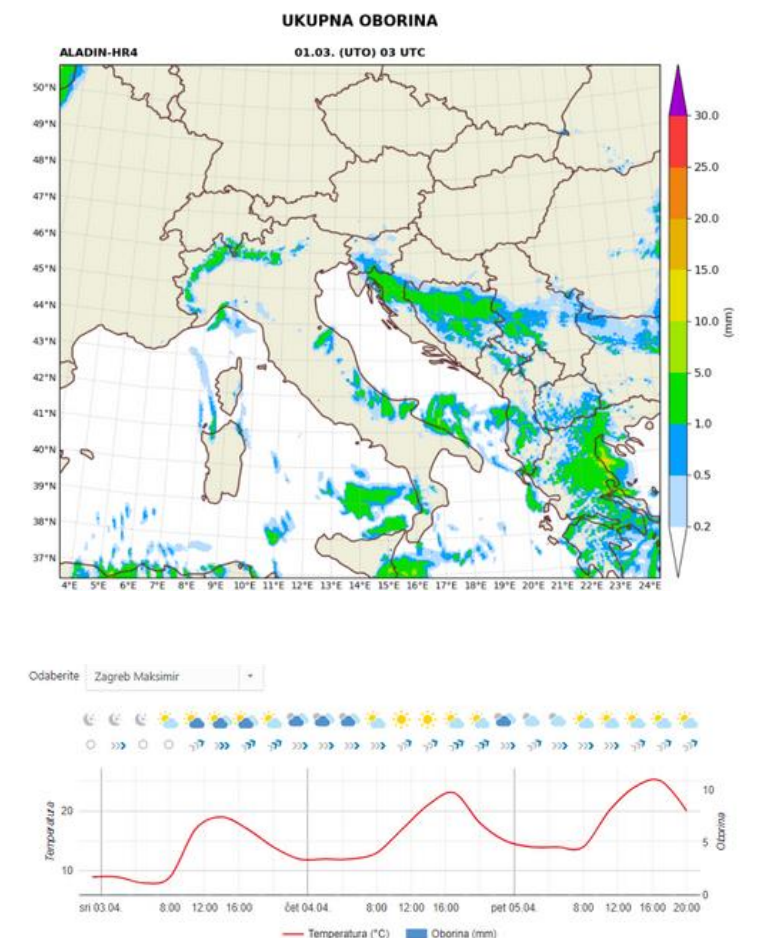 UKUPNA OBORINA
ALADIN-HR4 01.03. (UTO) 03 UTC
50°N
49°N
48°N
47°N
46°N
45°N
44°N
43°N
42°N
41°N
40°N
39°N
38°N
37°N
4°E 5°E 6°E 7°E 8°E 9°E 10°E 11°E 12°E 13°E 14°E 15°E 16°E 17°E 18°E 19°E 20°E 21°E 22°E 23°E 24°E
30.0
25.0
20.0
15.0
10.0
5.0
1.0
0.5
0.2
(mm)
Odaberite Zagreb Maksimir
Temperatura
20
10
10
5
0
Oborina
sri 03.04. 8:00 12:00 16:00 čet 04.04. 8:00 12:00 16:00 pet 05.04. 8:00 12:00 16:00 20:00
Temperatura (°C) Oborina (mm)